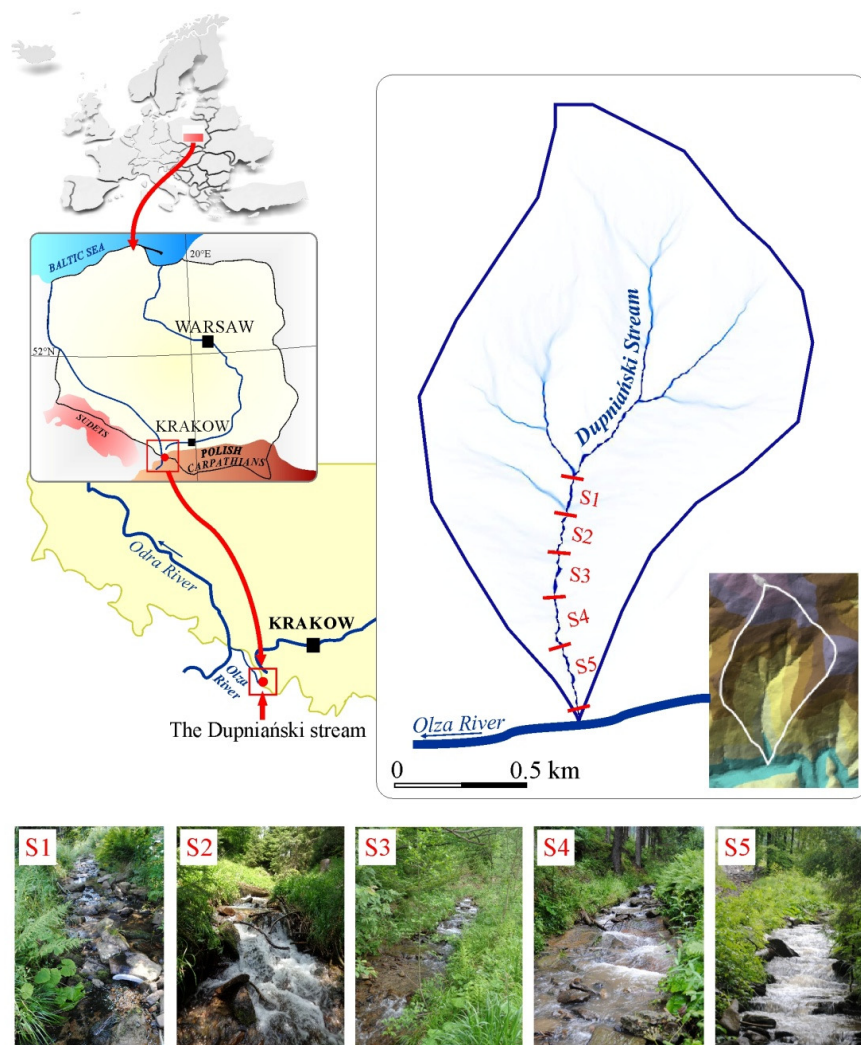 BALTIC SEA
20°E
WARSAW
52°N
SUDETS
KRAKOW
POLISH
CARPATHIANS
Odra River
KRAKOW
Olza
River
The Dupniański stream
Dupniański Stream
S1
S2
S3
S4
S5
Olza River
0 0.5 km
S1 S2 S3 S4 S5